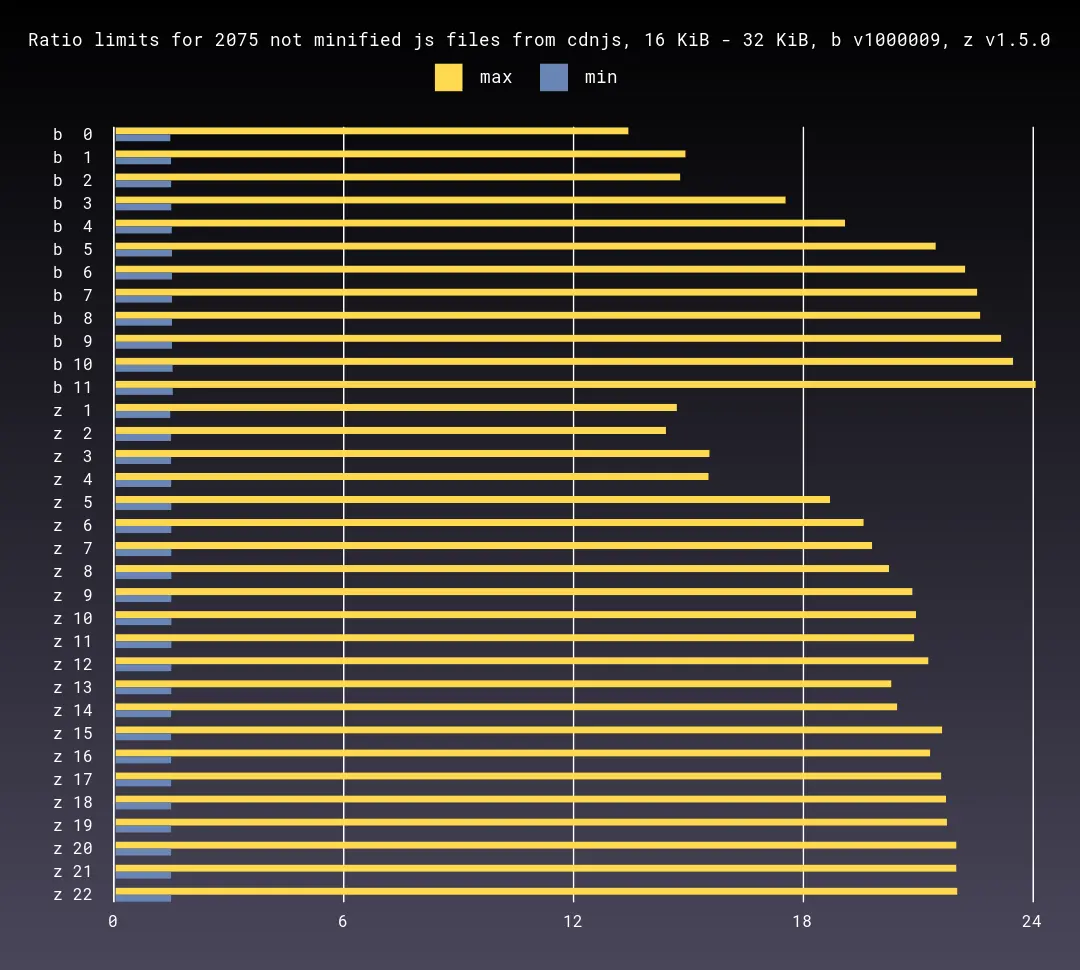 Ratio limits for 2075 not minified js files from cdnjs, 16 KiB - 32 KiB, b v1000009, z v1.5.0
max min
b 0
b 1
b 2
b 3
b 4
b 5
b 6
b 7
b 8
b 9
b 10
b 11
z 1
z 2
z 3
z 4
z 5
z 6
z 7
z 8
z 9
z 10
z 11
z 12
z 13
z 14
z 15
z 16
z 17
z 18
z 19
z 20
z 21
z 22
0 6 12 18 24